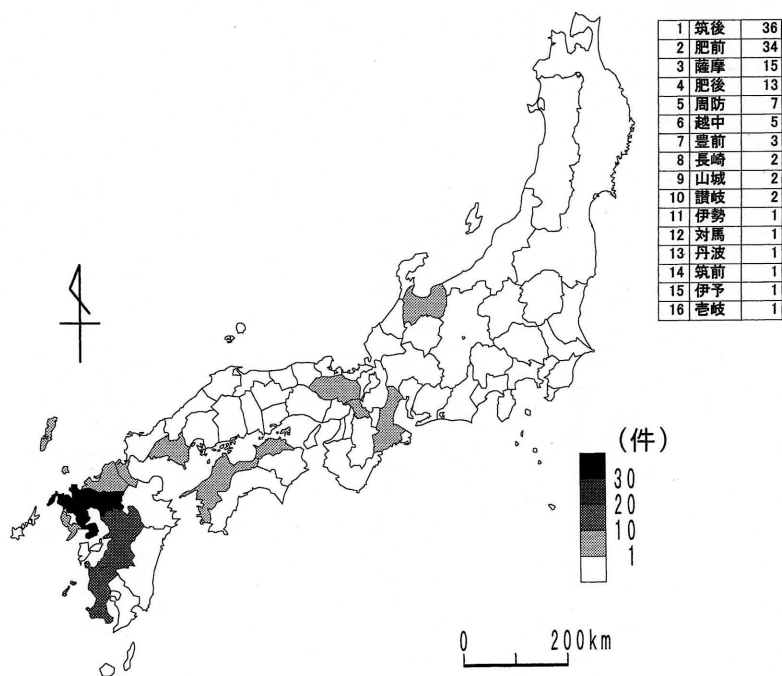 1 筑後 36
2 肥前 34
3 薩摩 15
4 肥後 13
5 周防 7
6 越中 5
7 豊前 3
8 長崎 2
9 山城 2
10 讃岐 2
11 伊勢 1
12 対馬 1
13 丹波 1
14 筑前 1
15 伊予 1
16 壱岐 1
(件)
30
20
10
1
0 200km